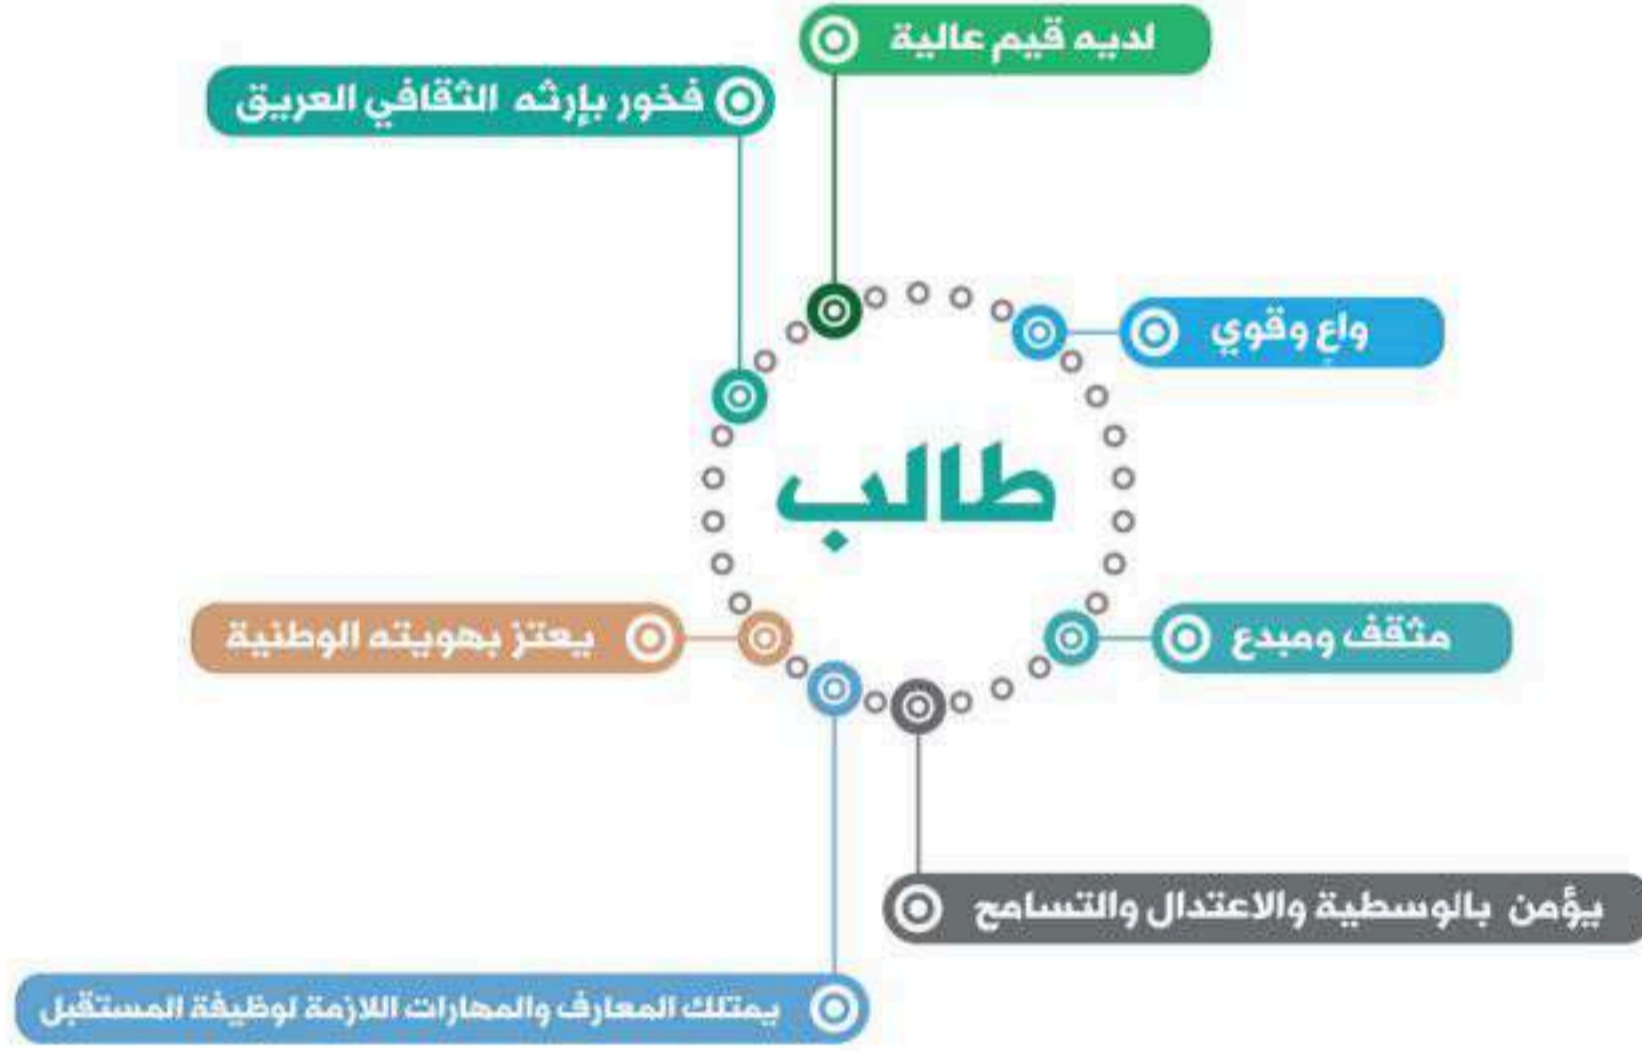 لديه قيم عالية
فخور بإرثه الثقافي العريق
واعٍ وقوي
طالب
يعتز بهويته الوطنية
مثقف ومبدع
يؤمن بالوسطية والاعتدال والتسامح
يمتلك المعارف والمهارات اللازمة لوظيفة المستقبل